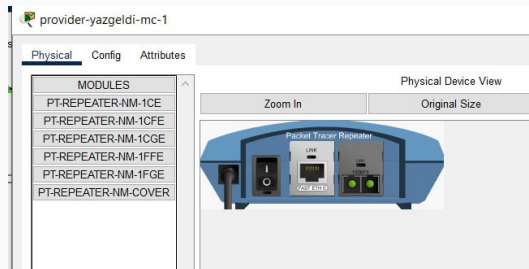 provider-yazgeldi-mc-1
Physical Config Attributes
MODULES
PT-REPEATER-NM-1CE
PT-REPEATER-NM-1CFE
PT-REPEATER-NM-1CGE
PT-REPEATER-NM-1FFE
PT-REPEATER-NM-1FGE
PT-REPEATER-NM-COVER
Physical Device View
Zoom In Original Size
Packet Tracer Repeater
LINK
FAST ETH 0